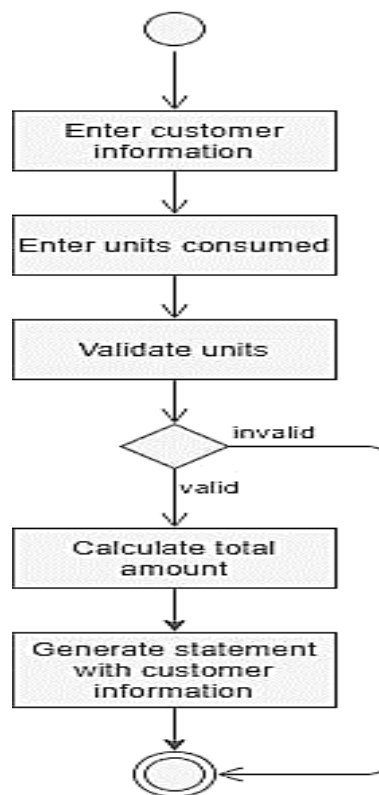 Enter customer
information
Enter units consumed
Validate units
invalid
valid
Calculate total
amount
Generate statement
with customer
information